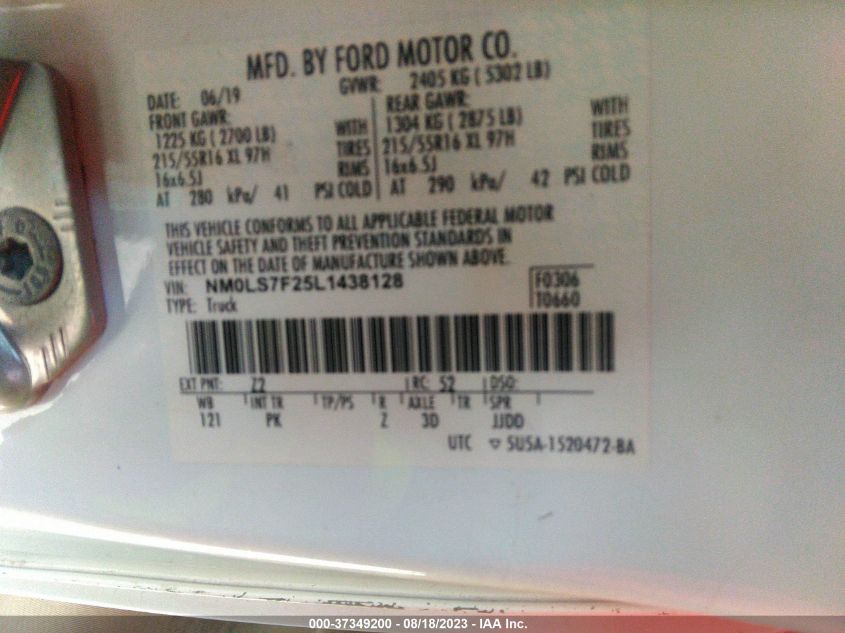 MFD. BY FORD MOTOR CO.
DATE: 06/19 GVWR: 2405 KG ( 5302 LB)
FRONT GAWR: REAR GAWR:
1225 KG ( 2700 LB) WITH 1304 KG ( 2875 LB) WITH
215/55R16 XL 97H TIRES 215/55R16 XL 97H TIRES
16x6.5J RIMS 16x6.5J RIMS
AT 280 kPa/ 41 PSI COLD AT 290 kPa/ 42 PSI COLD
THIS VEHICLE CONFORMS TO ALL APPLICABLE FEDERAL MOTOR
VEHICLE SAFETY AND THEFT PREVENTION STANDARDS IN
EFFECT ON THE DATE OF MANUFACTURE SHOWN ABOVE.
VIN: NM0LS7F25L1438128 F0306
TYPE: Truck T0660
EXT PNT: Z2 RC: 52 DSO:
WB INT TR TP/PS R AXLE TR SPR
121 PK Z 3D JJDD
UTC ▽ 5U5A-1520472-BA
000-37349200 - 08/18/2023 - IAA Inc.